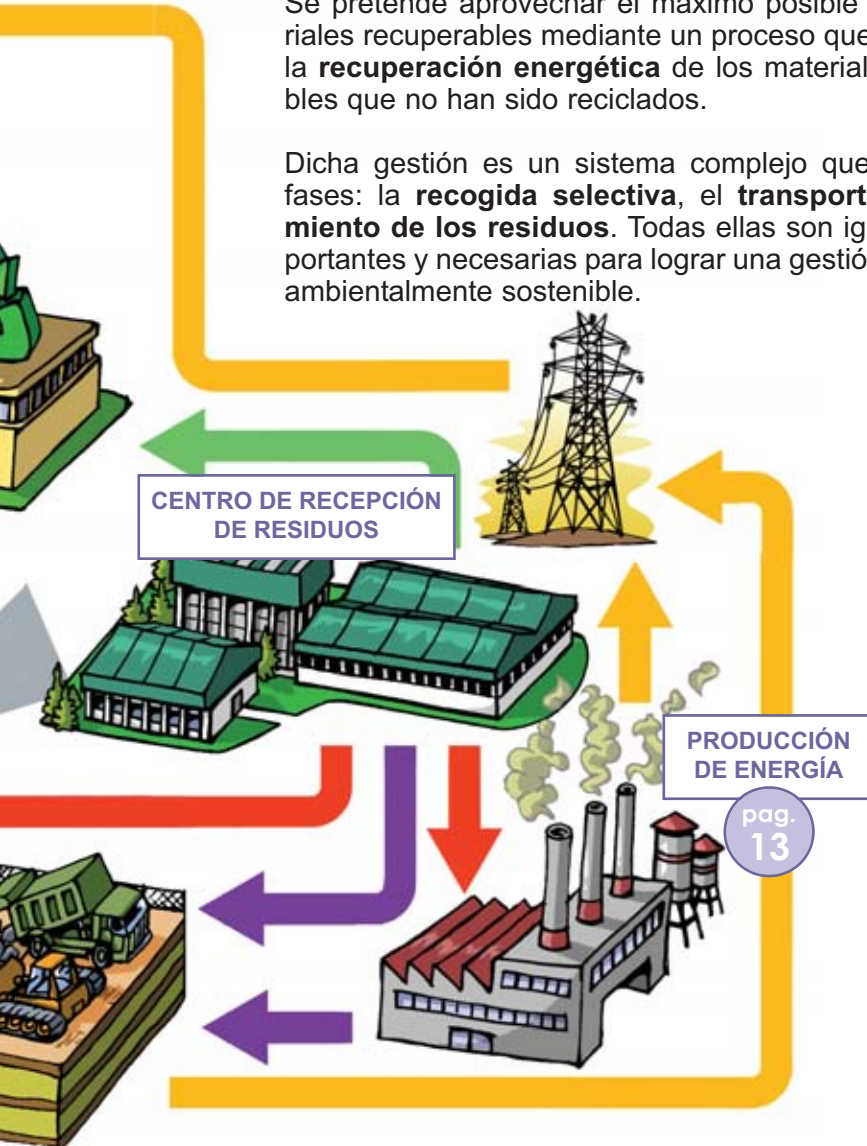 Se pretende aprovechar el máximo posible
riales recuperables mediante un proceso que
la recuperación energética de los material
bles que no han sido reciclados.
Dicha gestión es un sistema complejo que
fases: la recogida selectiva, el transport
miento de los residuos. Todas ellas son ig
portantes y necesarias para lograr una gestió
ambientalmente sostenible.
CENTRO DE RECEPCIÓN
DE RESIDUOS
PRODUCCIÓN
DE ENERGÍA
pag.
13